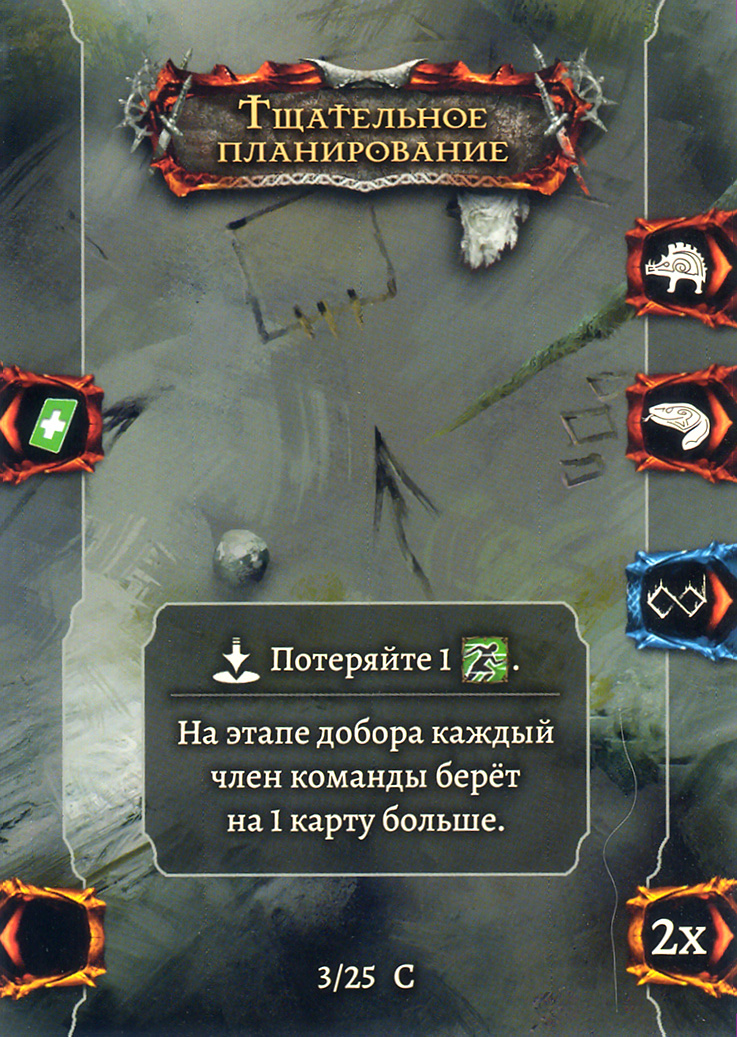 Тщательное
планирование
Потеряйте 1 .
На этапе добора каждый
член команды берёт
на 1 карту больше.
2x
3/25 C